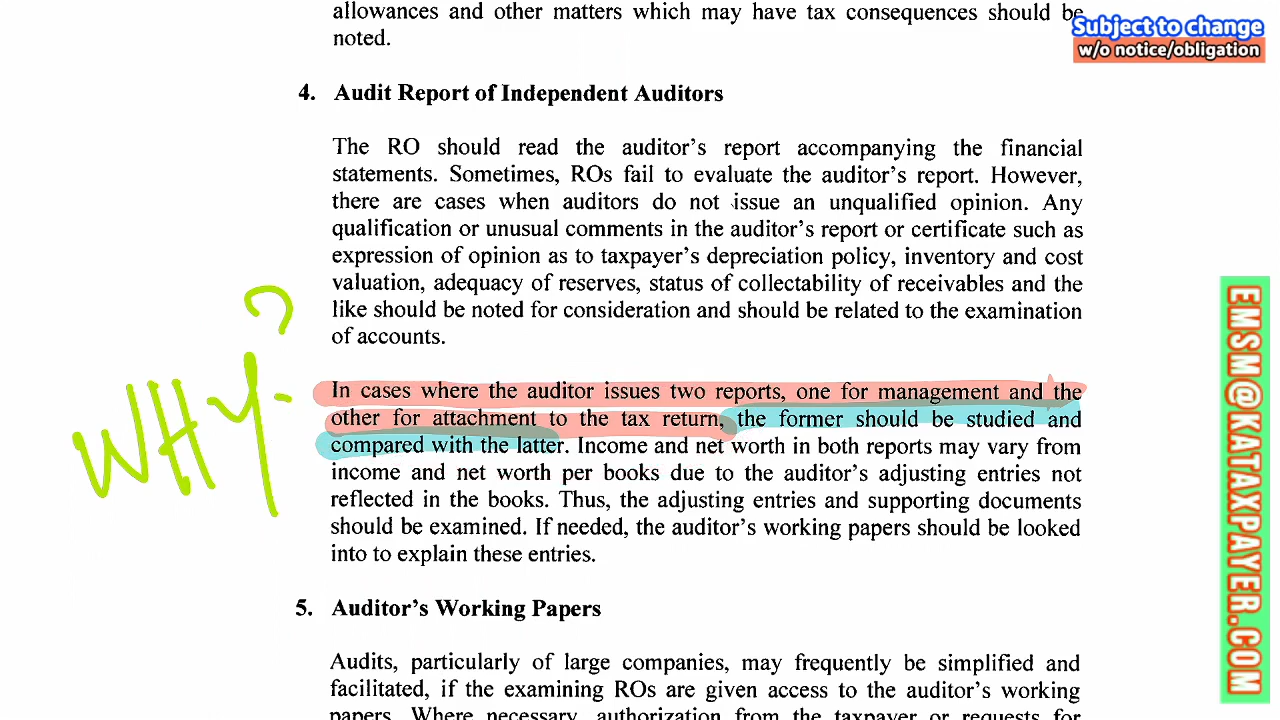 allowances and other matters which may have tax consequences should be
noted.
Subject to change
w/o notice/obligation
4. Audit Report of Independent Auditors
The RO should read the auditor's report accompanying the financial
statements. Sometimes, ROs fail to evaluate the auditor's report. However,
there are cases when auditors do not issue an unqualified opinion. Any
qualification or unusual comments in the auditor's report or certificate such as
expression of opinion as to taxpayer's depreciation policy, inventory and cost
valuation, adequacy of reserves, status of collectability of receivables and the
like should be noted for consideration and should be related to the examination
of accounts.
WHY?
In cases where the auditor issues two reports, one for management and the
other for attachment to the tax return, the former should be studied and
compared with the latter. Income and net worth in both reports may vary from
income and net worth per books due to the auditor's adjusting entries not
reflected in the books. Thus, the adjusting entries and supporting documents
should be examined. If needed, the auditor's working papers should be looked
into to explain these entries.
5. Auditor's Working Papers
Audits, particularly of large companies, may frequently be simplified and
facilitated, if the examining ROs are given access to the auditor's working
papers. Where necessary, authorization from the taxpayer or requests for
EMSM@KATAXPAYER.COM